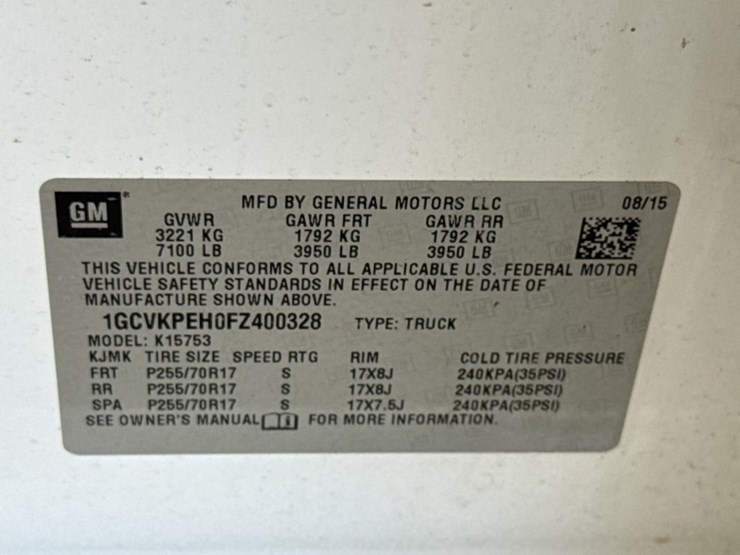 GM ® MFD BY GENERAL MOTORS LLC 08/15
GVWR GAWR FRT GAWR RR
3221 KG 1792 KG 1792 KG
7100 LB 3950 LB 3950 LB
THIS VEHICLE CONFORMS TO ALL APPLICABLE U.S. FEDERAL MOTOR
VEHICLE SAFETY STANDARDS IN EFFECT ON THE DATE OF
MANUFACTURE SHOWN ABOVE.
1GCVKPEH0FZ400328 TYPE: TRUCK
MODEL: K15753
KJMK TIRE SIZE SPEED RTG RIM COLD TIRE PRESSURE
FRT P255/70R17 S 17X8J 240KPA(35PSI)
RR P255/70R17 S 17X8J 240KPA(35PSI)
SPA P255/70R17 S 17X7.5J 240KPA(35PSI)
SEE OWNER'S MANUAL FOR MORE INFORMATION.